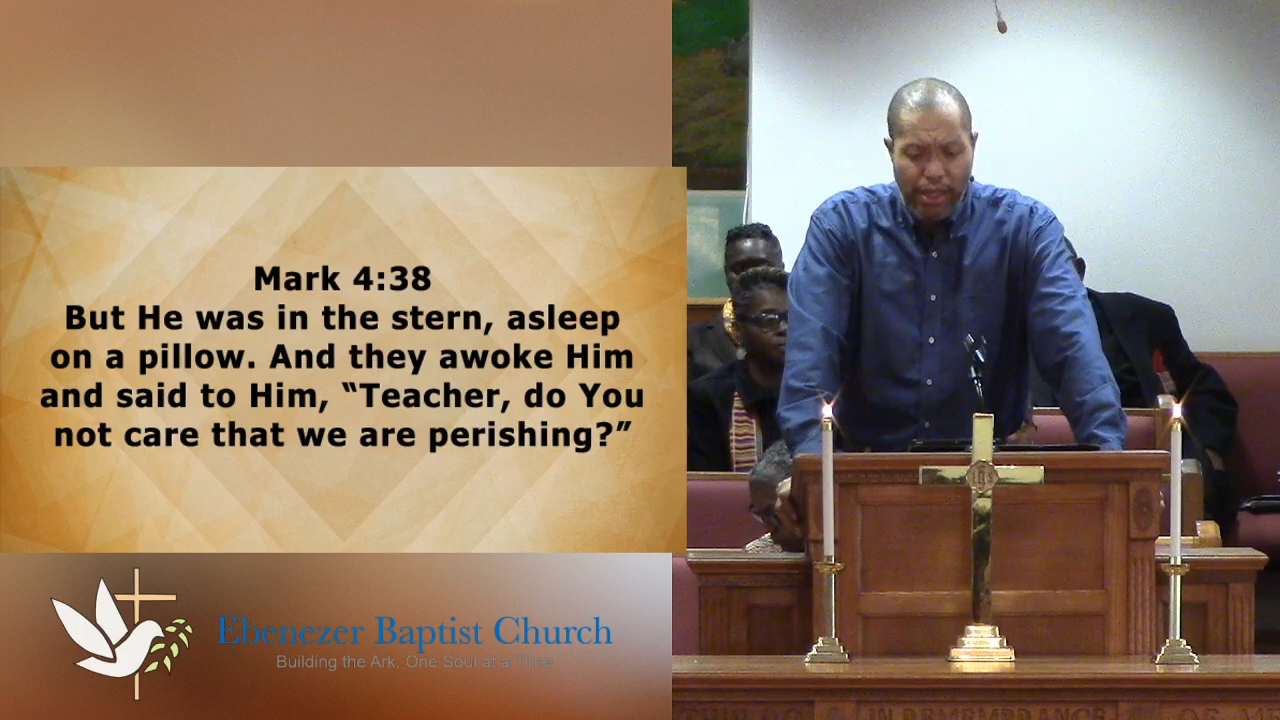 Mark 4:38
But He was in the stern, asleep
on a pillow. And they awoke Him
and said to Him, “Teacher, do You
not care that we are perishing?”
Ebenezer Baptist Church
Building the Ark, One Soul at a Time
IHS
IN REMEMBRANCE OF